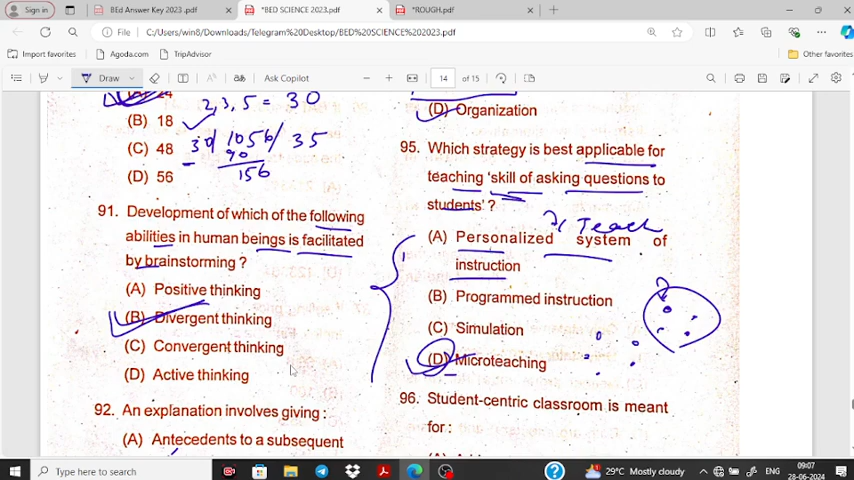 Sign in
BEd Answer Key 2023 .pdf
*BED SCIENCE 2023.pdf
*ROUGH.pdf
File
C:/Users/win8/Downloads/Telegram%20Desktop/BED%20SCIENCE%202023.pdf
Import favorites
Agoda.com
TripAdvisor
Other favorites
Draw
Ask Copilot
14 of 15
(A) 24
2, 3, 5 = 30
(B) 18
30/1056/35
90
156
(C) 48
(D) 56
91. Development of which of the following
abilities in human beings is facilitated
by brainstorming ?
(A) Positive thinking
(B) Divergent thinking
(C) Convergent thinking
(D) Active thinking
92. An explanation involves giving :
(A) Antecedents to a subsequent
(D) Organization
95. Which strategy is best applicable for
teaching 'skill of asking questions to
students' ?
Teach
(A) Personalized system of
instruction
(B) Programmed instruction
(C) Simulation
(D) Microteaching
96. Student-centric classroom is meant
for :
Type here to search
29°C Mostly cloudy
ENG
09:07
28-06-2024